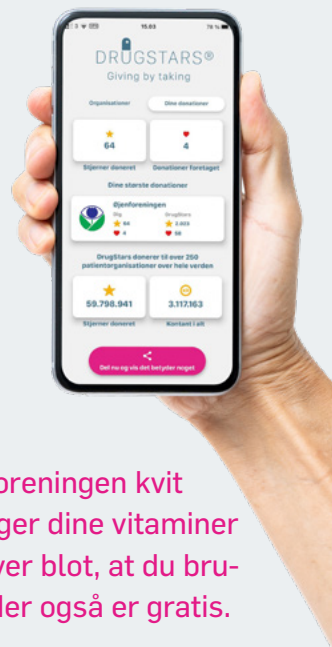 15.03
DRUGSTARS®
Giving by taking
Organisationer Dine donationer
64 4
Stjerner doneret Donationer foretaget
Dine største donationer
Øjenforeningen
Dig DrugStars
64 2.023
4 50
DrugStars donerer til over 250
patientorganisationer over hele verden
59.798.941 3.117.163
Stjerner doneret Kontant i alt
Del nu og vis det betyder noget
oreningen kvit
ger dine vitaminer
ver blot, at du bru-
der også er gratis.